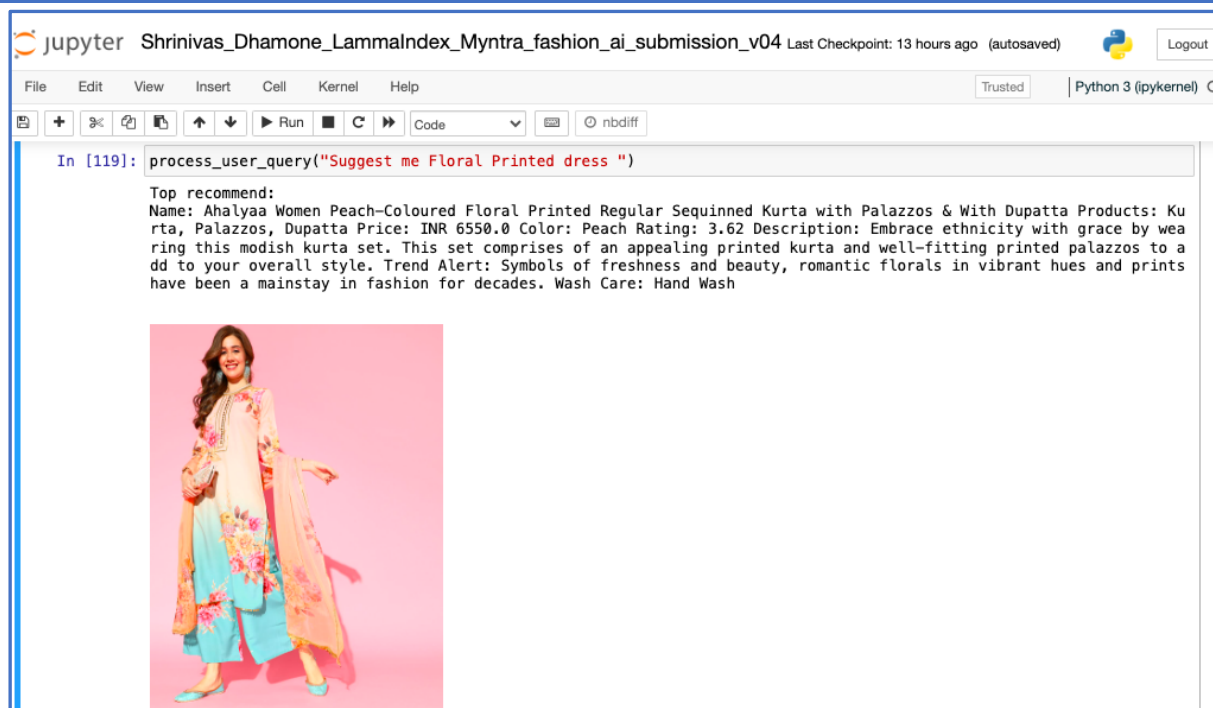 jupyter Shrinivas_Dhamone_LammaIndex_Myntra_fashion_ai_submission_v04 Last Checkpoint: 13 hours ago (autosaved) Logout
File Edit View Insert Cell Kernel Help Trusted Python 3 (ipykernel)
Run Code nbdiff
In [119]: process_user_query("Suggest me Floral Printed dress ")
Top recommend:
Name: Ahalyaa Women Peach-Coloured Floral Printed Regular Sequinned Kurta with Palazzos & With Dupatta Products: Ku
rta, Palazzos, Dupatta Price: INR 6550.0 Color: Peach Rating: 3.62 Description: Embrace ethnicity with grace by wea
ring this modish kurta set. This set comprises of an appealing printed kurta and well-fitting printed palazzos to a
dd to your overall style. Trend Alert: Symbols of freshness and beauty, romantic florals in vibrant hues and prints
have been a mainstay in fashion for decades. Wash Care: Hand Wash